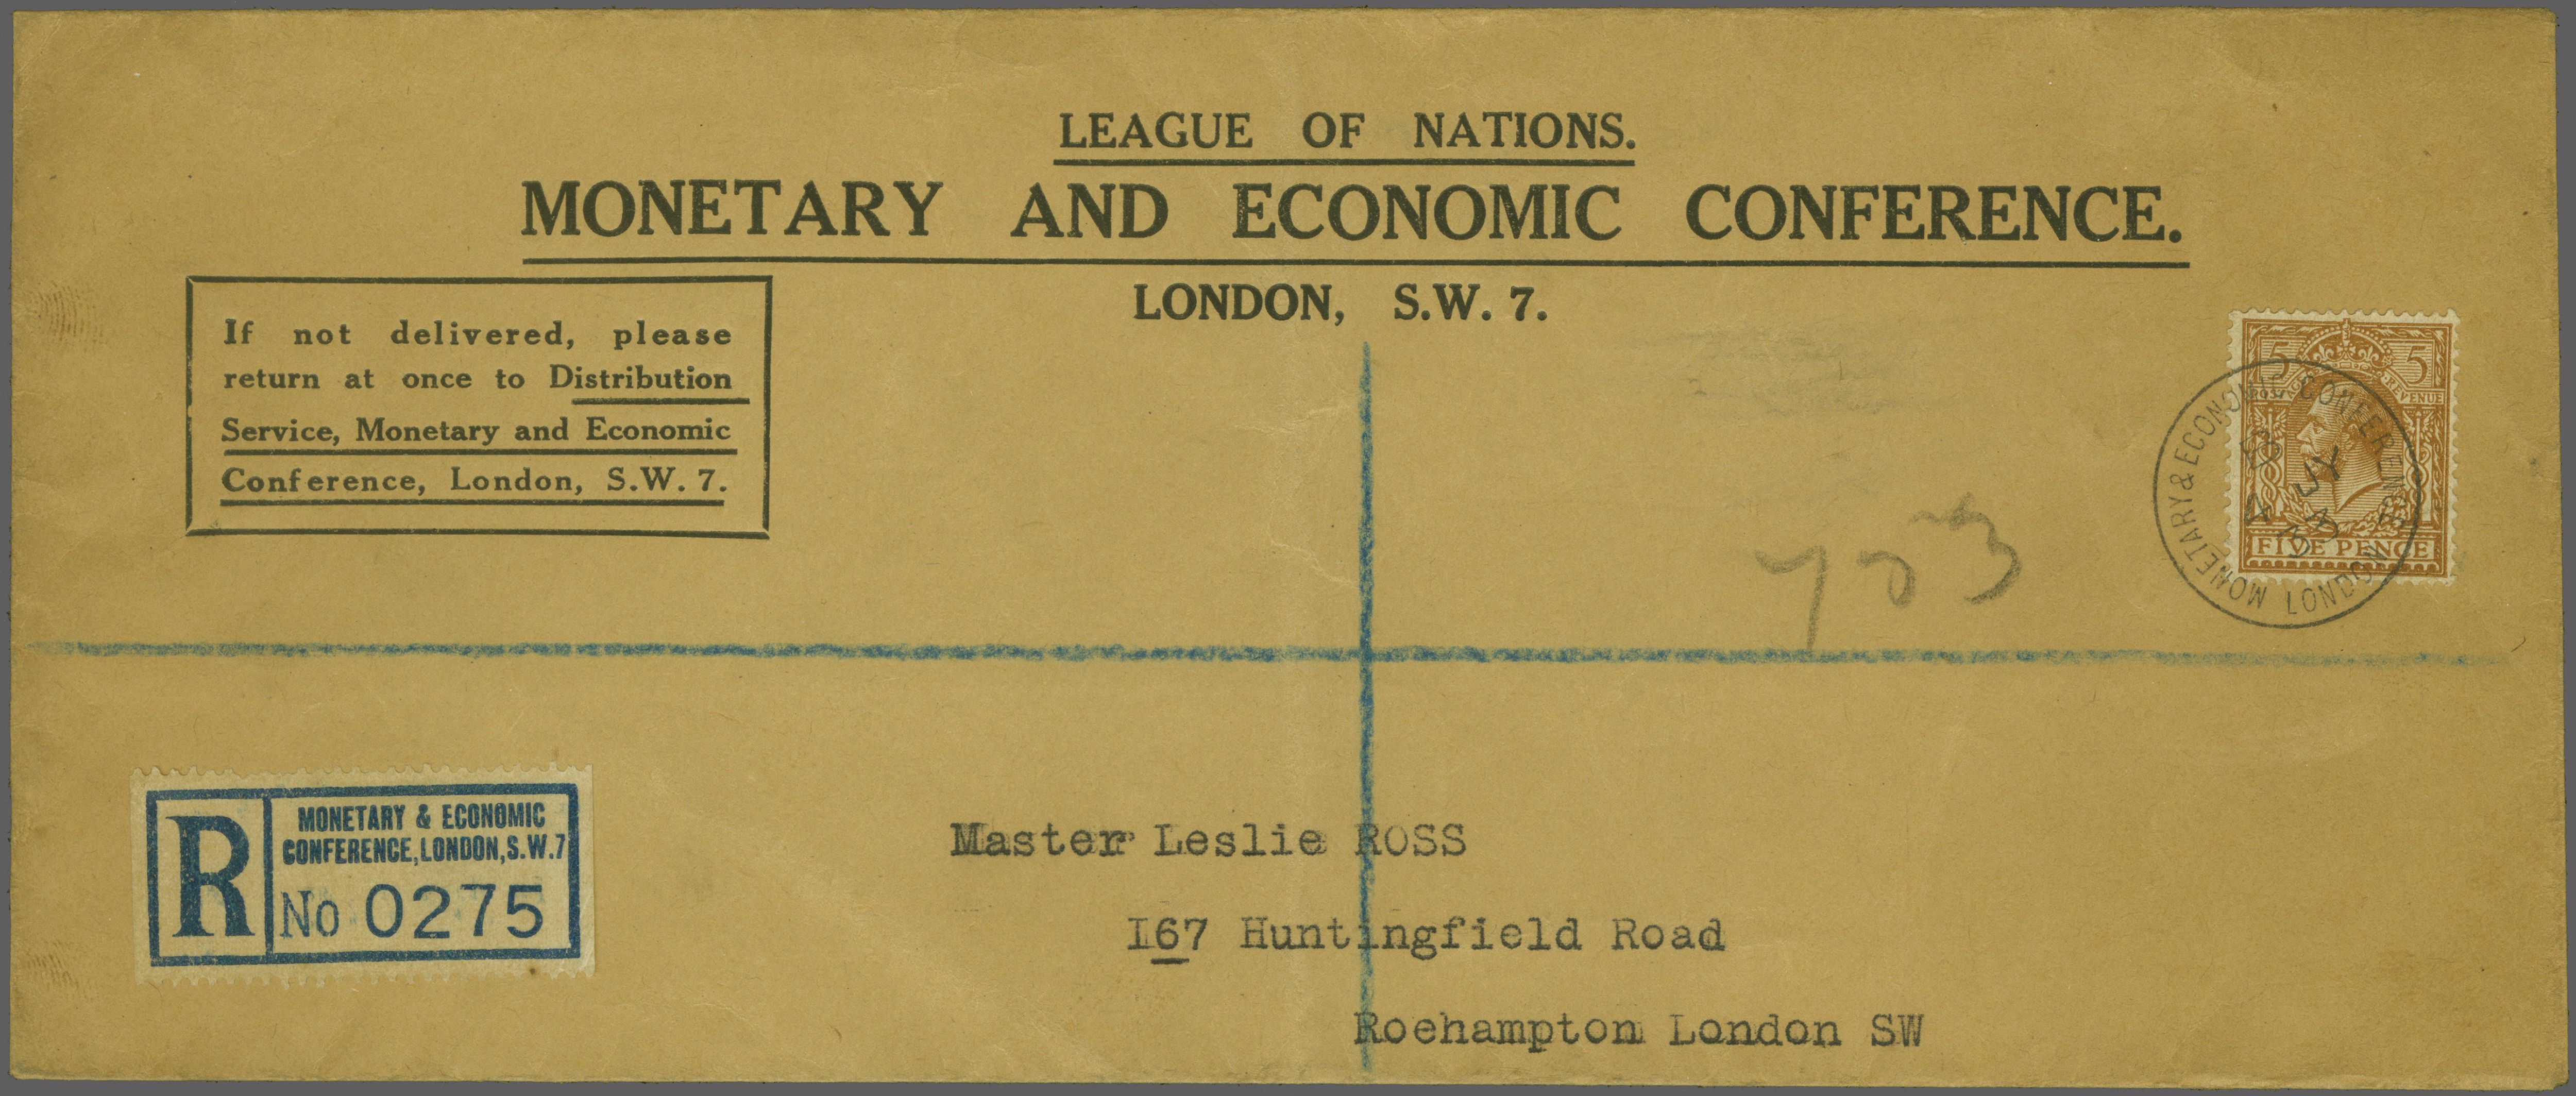 LEAGUE OF NATIONS.
MONETARY AND ECONOMIC CONFERENCE.
LONDON, S.W. 7.
If not delivered, please
return at once to Distribution
Service, Monetary and Economic
Conference, London, S.W. 7.
5 5
FIVE PENCE
MONETARY & ECONOMIC CONFERENCE
LONDON
JY
703
R
MONETARY & ECONOMIC
CONFERENCE, LONDON, S.W.7
No 0275
Master Leslie ROSS
I67 Huntingfield Road
Roehampton London SW